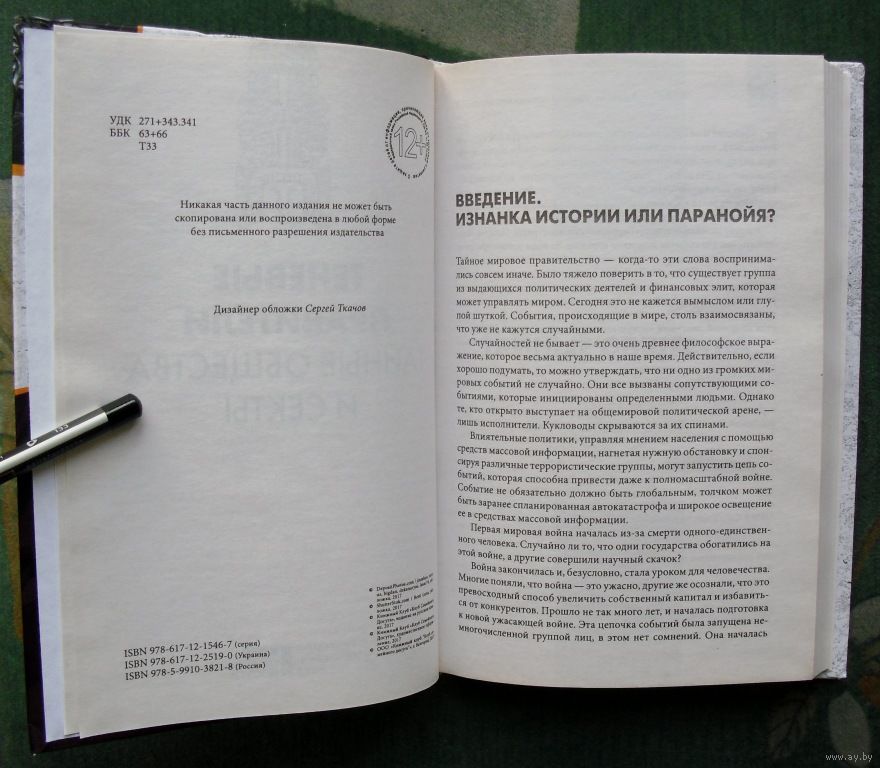 УДК 271+343.341
ББК 63+66
Т33
12+
Никакая часть данного издания не может быть
скопирована или воспроизведена в любой форме
без письменного разрешения издательства
Дизайнер обложки Сергей Ткачов
ISBN 978-617-12-1546-7 (серия)
ISBN 978-617-12-2519-0 (Украина)
ISBN 978-5-9910-3821-8 (Россия)
ВВЕДЕНИЕ.
ИЗНАНКА ИСТОРИИ ИЛИ ПАРАНОЙЯ?
Тайное мировое правительство — когда-то эти слова воспринима-
лись совсем иначе. Было тяжело поверить в то, что существует группа
из выдающихся политических деятелей и финансовых элит, которая
может управлять миром. Сегодня это не кажется вымыслом или глу-
пой шуткой. События, происходящие в мире, столь взаимосвязаны,
что уже не кажутся случайными.
Случайностей не бывает — это очень древнее философское выра-
жение, которое весьма актуально в наше время. Действительно, если
хорошо подумать, то можно утверждать, что ни одно из громких ми-
ровых событий не случайно. Они все вызваны сопутствующими со-
бытиями, которые инициированы определенными людьми. Однако
те, кто открыто выступает на общемировой политической арене, —
лишь исполнители. Кукловоды скрываются за их спинами.
Влиятельные политики, управляя мнением населения с помощью
средств массовой информации, нагнетая нужную обстановку и спон-
сируя различные террористические группы, могут запустить цепь со-
бытий, которая способна привести даже к полномасштабной войне.
Событие не обязательно должно быть глобальным, толчком может
быть заранее спланированная автокатастрофа и широкое освещение
ее в средствах массовой информации.
Первая мировая война началась из-за смерти одного-единствен-
ного человека. Случайно ли то, что одни государства обогатились на
этой войне, а другие совершили научный скачок?
Война закончилась и, безусловно, стала уроком для человечества.
Многие поняли, что война — это ужасно, другие же осознали, что это
превосходный способ увеличить собственный капитал и избавить-
ся от конкурентов. Прошло не так много лет, и началась подготовка
к новой ужасающей войне. Эта цепочка событий была запущена не-
многочисленной группой лиц, в этом нет сомнений. Она началась
www.ay.by